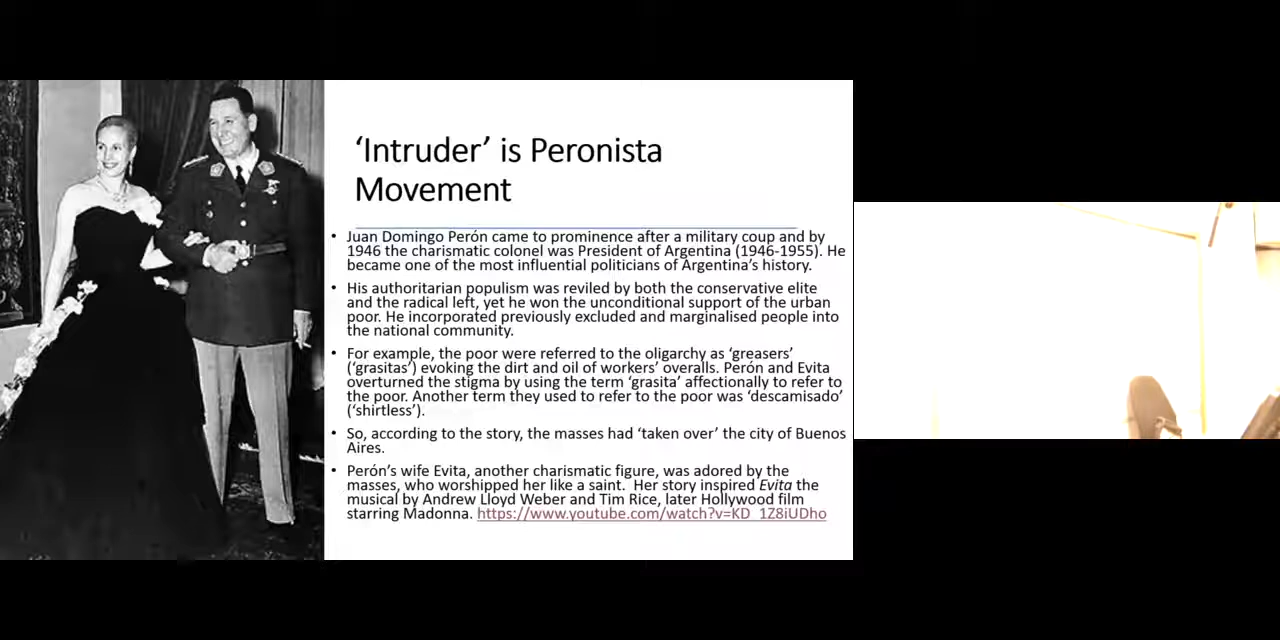 ‘Intruder’ is Peronista
Movement
• Juan Domingo Perón came to prominence after a military coup and by
1946 the charismatic colonel was President of Argentina (1946-1955). He
became one of the most influential politicians of Argentina’s history.
• His authoritarian populism was reviled by both the conservative elite
and the radical left, yet he won the unconditional support of the urban
poor. He incorporated previously excluded and marginalised people into
the national community.
• For example, the poor were referred to the oligarchy as ‘greasers’
(‘grasitas’) evoking the dirt and oil of workers’ overalls. Perón and Evita
overturned the stigma by using the term ‘grasita’ affectionally to refer to
the poor. Another term they used to refer to the poor was ‘descamisado’
(‘shirtless’).
• So, according to the story, the masses had ‘taken over’ the city of Buenos
Aires.
• Perón’s wife Evita, another charismatic figure, was adored by the
masses, who worshipped her like a saint. Her story inspired Evita the
musical by Andrew Lloyd Weber and Tim Rice, later Hollywood film
starring Madonna. https://www.youtube.com/watch?v=KD_1Z8iUDho